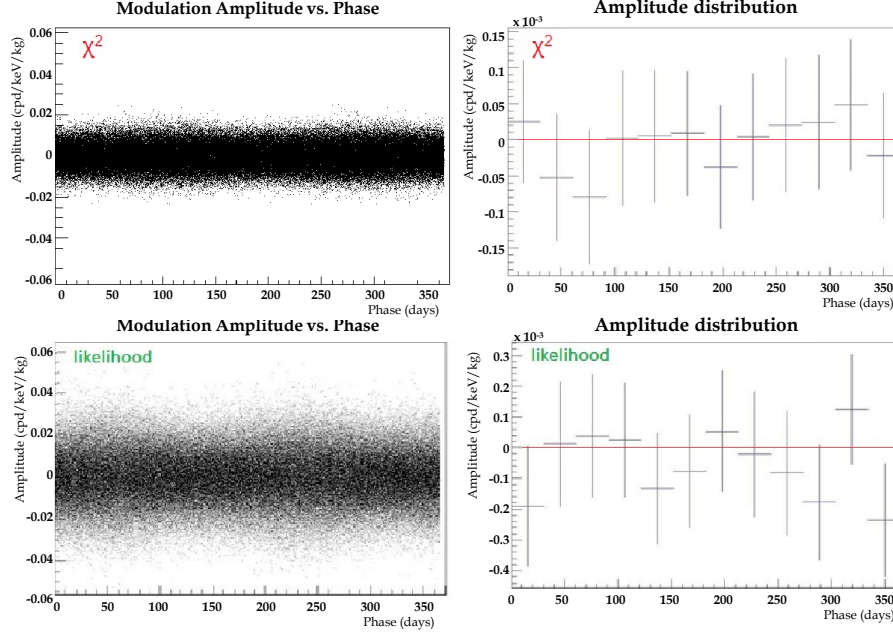 Modulation Amplitude vs. Phase
χ²
Amplitude (cpd/keV/kg)
0.06
0.04
0.02
0
-0.02
-0.04
-0.06
0 50 100 150 200 250 300 350
Phase (days)
Amplitude distribution
x 10⁻³
χ²
Amplitude (cpd/keV/kg)
0.15
0.1
0.05
0
-0.05
-0.1
-0.15
0 50 100 150 200 250 300 350
Phase (days)
Modulation Amplitude vs. Phase
likelihood
Amplitude (cpd/keV/kg)
0.06
0.04
0.02
0
-0.02
-0.04
-0.06
0 50 100 150 200 250 300 350
Phase (days)
Amplitude distribution
x 10⁻³
likelihood
Amplitude (cpd/keV/kg)
0.3
0.2
0.1
0
-0.1
-0.2
-0.3
-0.4
0 50 100 150 200 250 300 350
Phase (days)